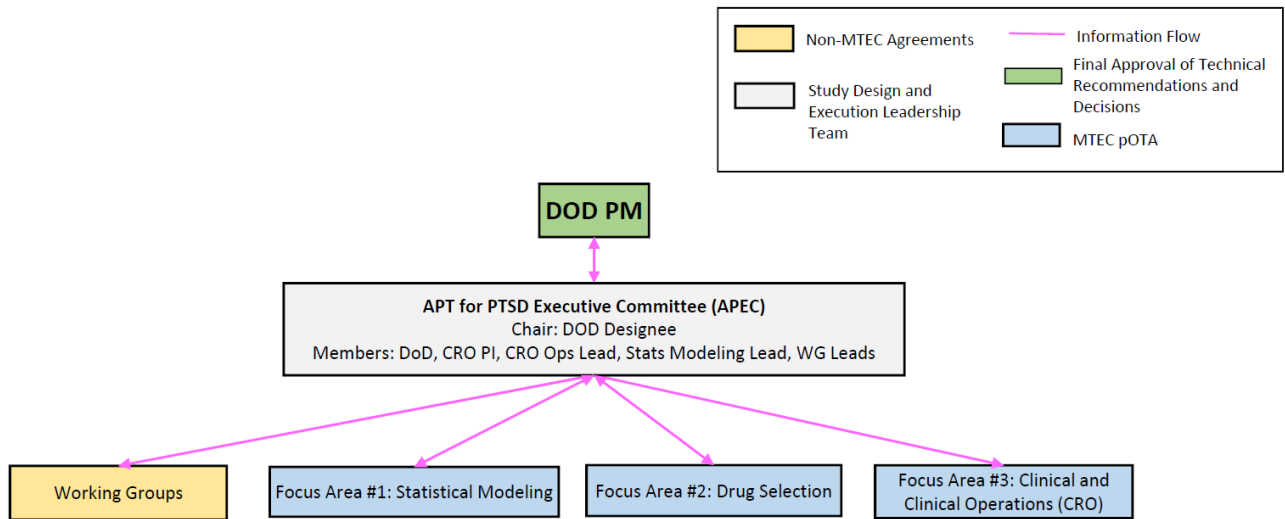 Non-MTEC Agreements
Information Flow
Study Design and
Execution Leadership
Team
Final Approval of Technical
Recommendations and
Decisions
MTEC pOTA
DOD PM
APT for PTSD Executive Committee (APEC)
Chair: DOD Designee
Members: DoD, CRO PI, CRO Ops Lead, Stats Modeling Lead, WG Leads
Working Groups
Focus Area #1: Statistical Modeling
Focus Area #2: Drug Selection
Focus Area #3: Clinical and
Clinical Operations (CRO)